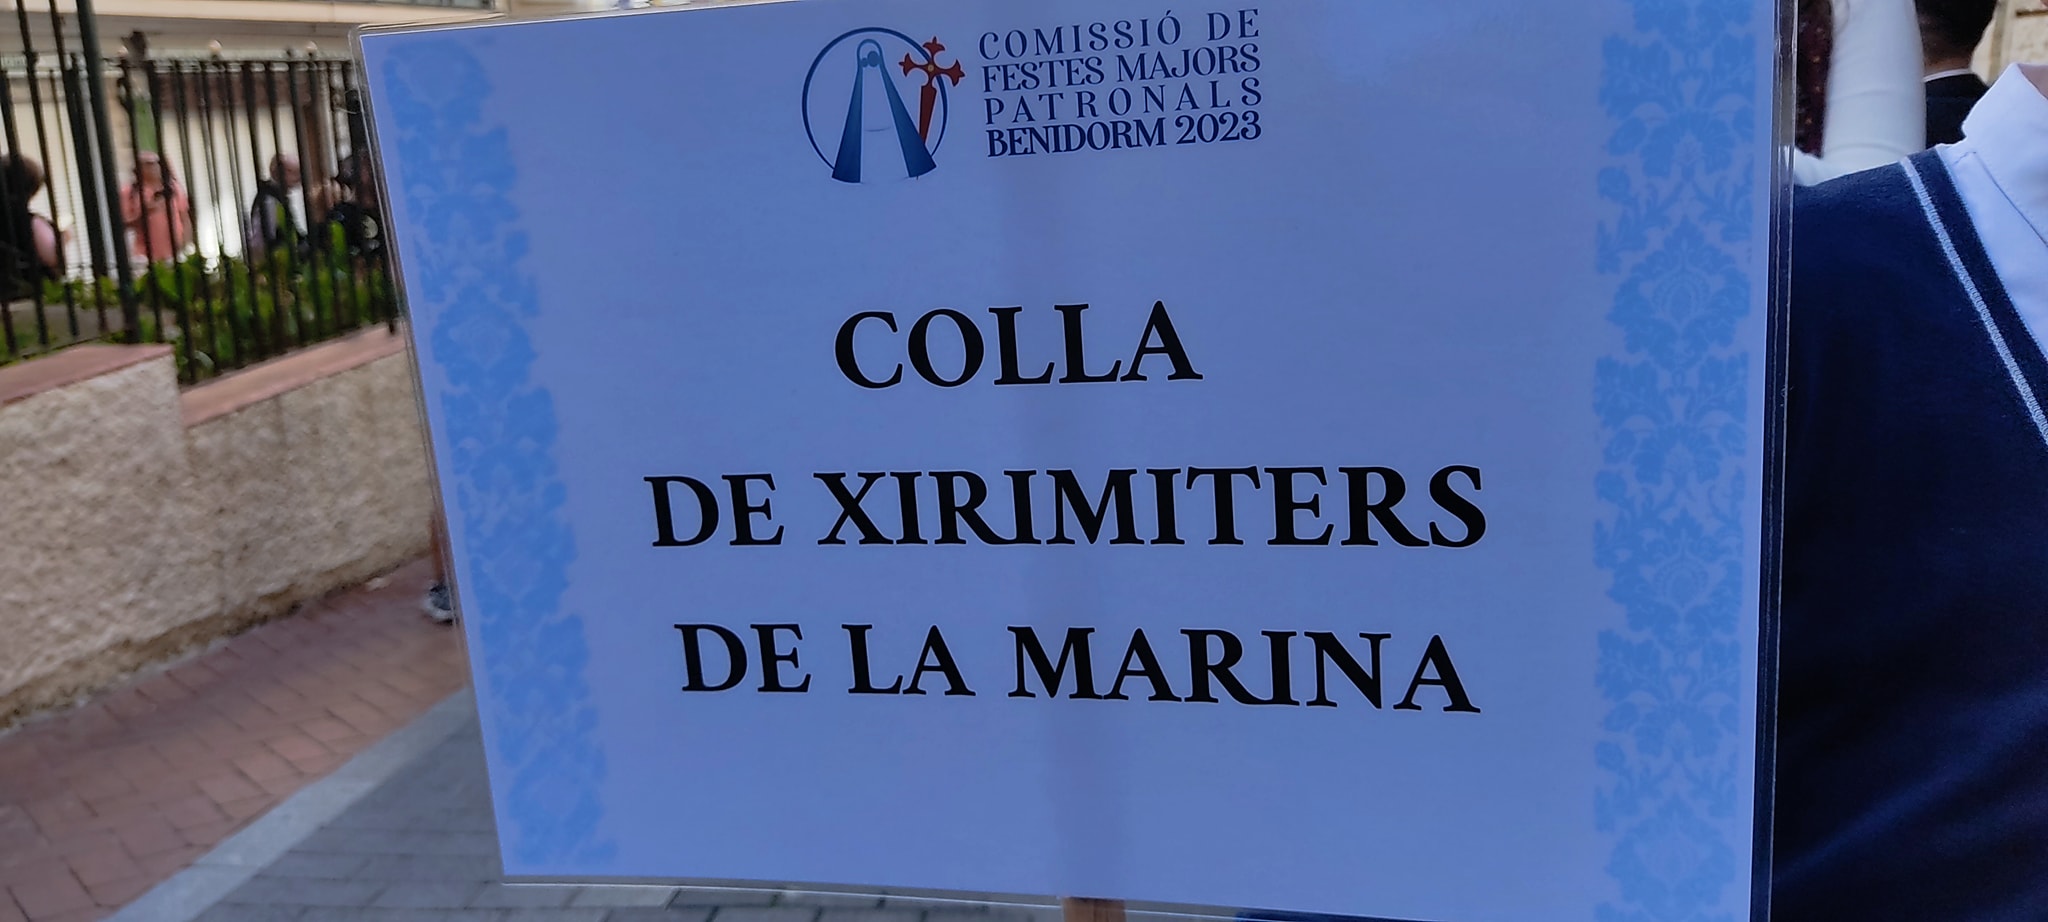 COMISSIÓ DE
FESTES MAJORS
PATRONALS
BENIDORM 2023
COLLA
DE XIRIMITERS
DE LA MARINA